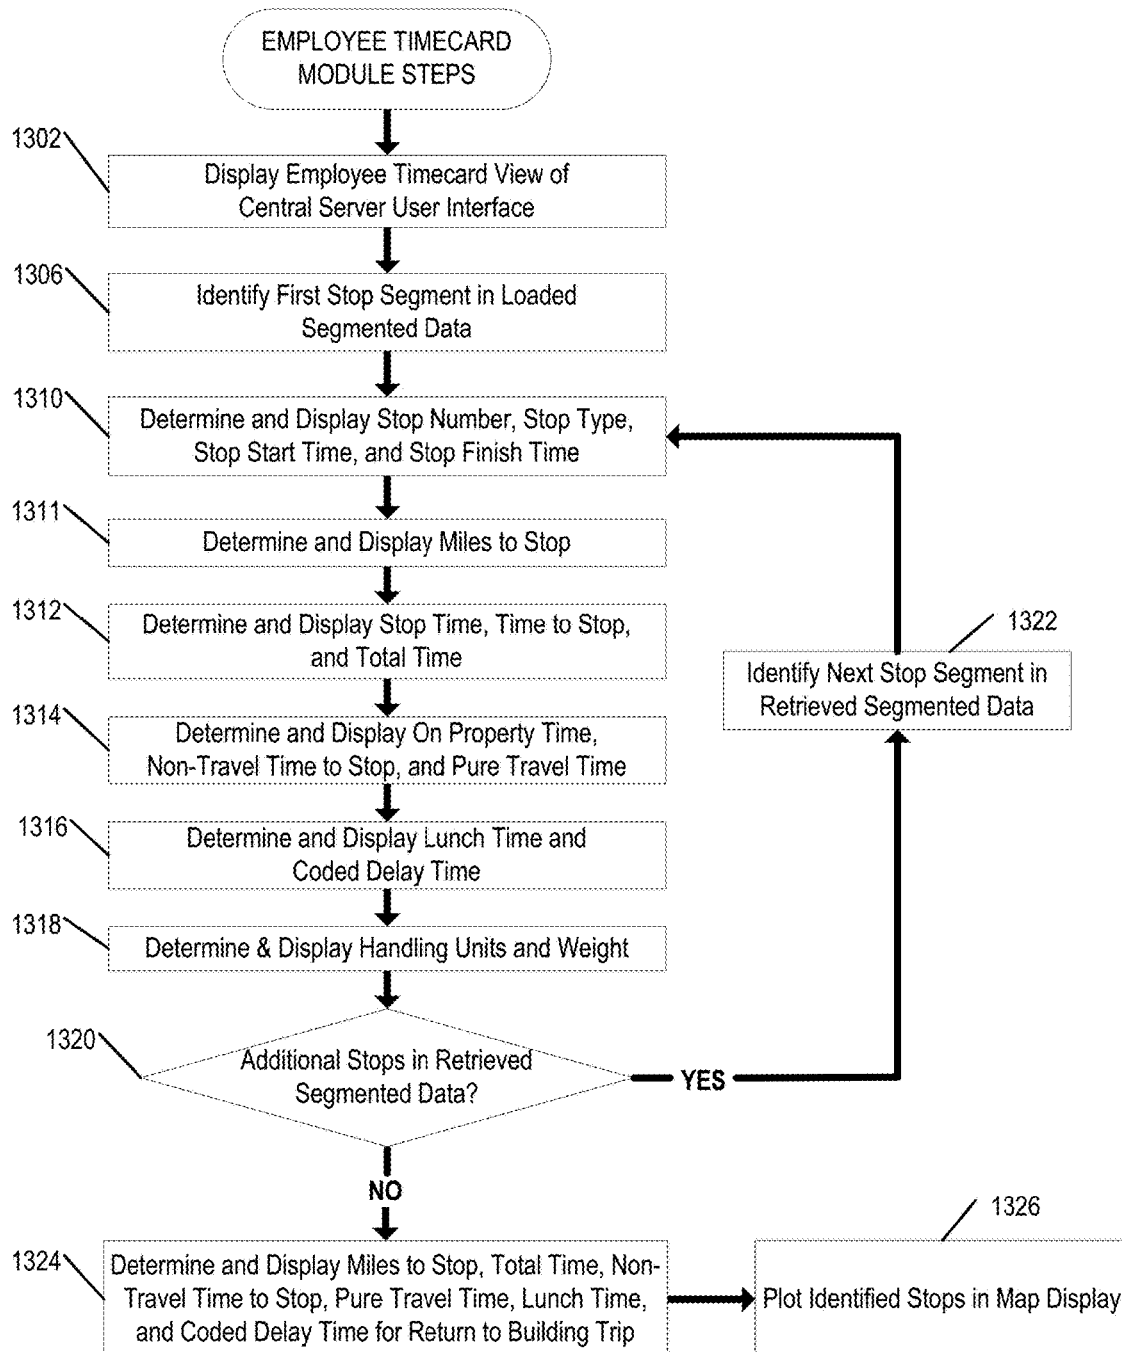 EMPLOYEE TIMECARD
MODULE STEPS
1302
Display Employee Timecard View of
Central Server User Interface
1306
Identify First Stop Segment in Loaded
Segmented Data
1310
Determine and Display Stop Number, Stop Type,
Stop Start Time, and Stop Finish Time
1311
Determine and Display Miles to Stop
1312
Determine and Display Stop Time, Time to Stop,
and Total Time
1322
Identify Next Stop Segment in
Retrieved Segmented Data
1314
Determine and Display On Property Time,
Non-Travel Time to Stop, and Pure Travel Time
1316
Determine and Display Lunch Time and
Coded Delay Time
1318
Determine & Display Handling Units and Weight
1320
Additional Stops in Retrieved
Segmented Data?
YES
NO
1324
Determine and Display Miles to Stop, Total Time, Non-
Travel Time to Stop, Pure Travel Time, Lunch Time,
and Coded Delay Time for Return to Building Trip
1326
Plot Identified Stops in Map Display